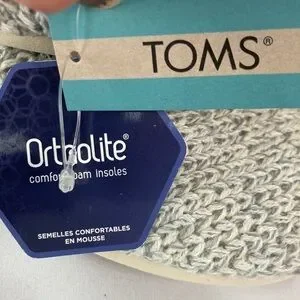 TOMS®
Ortholite®
comfort foam insoles
SEMELLES CONFORTABLES
EN MOUSSE